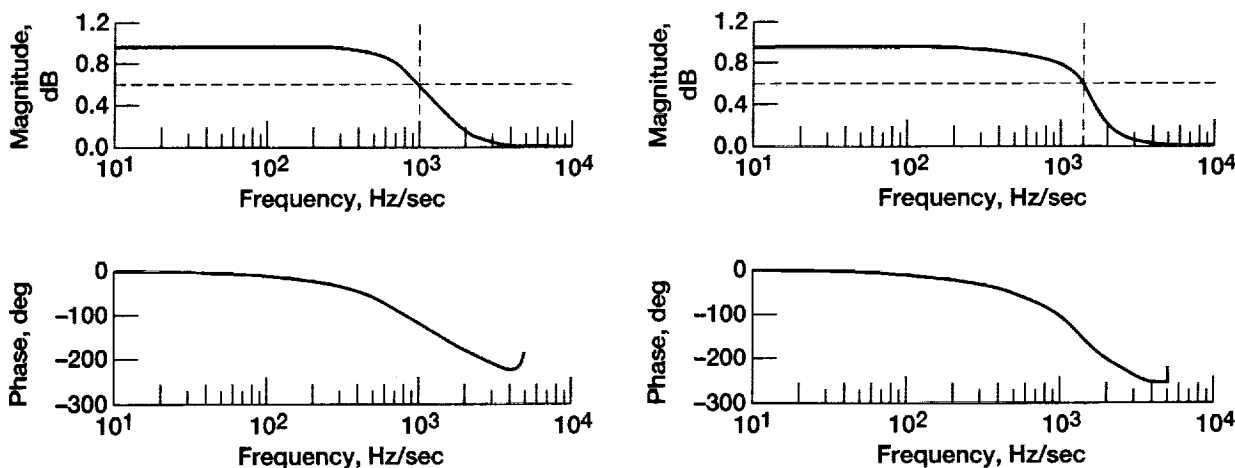 Magnitude, dB
1.2
0.8
0.4
0.0
10¹ 10² 10³ 10⁴
Frequency, Hz/sec
Magnitude, dB
1.2
0.8
0.4
0.0
10¹ 10² 10³ 10⁴
Frequency, Hz/sec
Phase, deg
0
−100
−200
−300
10¹ 10² 10³ 10⁴
Frequency, Hz/sec
Phase, deg
0
−100
−200
−300
10¹ 10² 10³ 10⁴
Frequency, Hz/sec